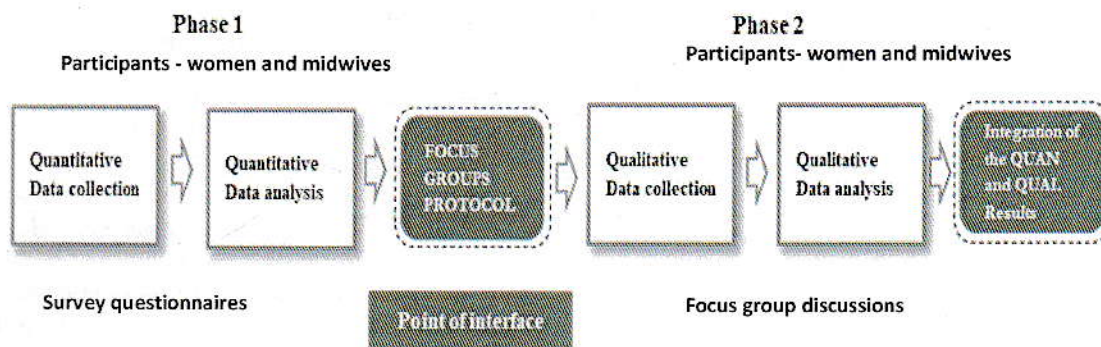 Phase 1
Participants - women and midwives
Phase 2
Participants- women and midwives
Quantitative
Data collection
Quantitative
Data analysis
FOCUS
GROUPS
PROTOCOL
Qualitative
Data collection
Qualitative
Data analysis
Integration of
the QUAN
and QUAL
Results
Survey questionnaires
Point of interface
Focus group discussions